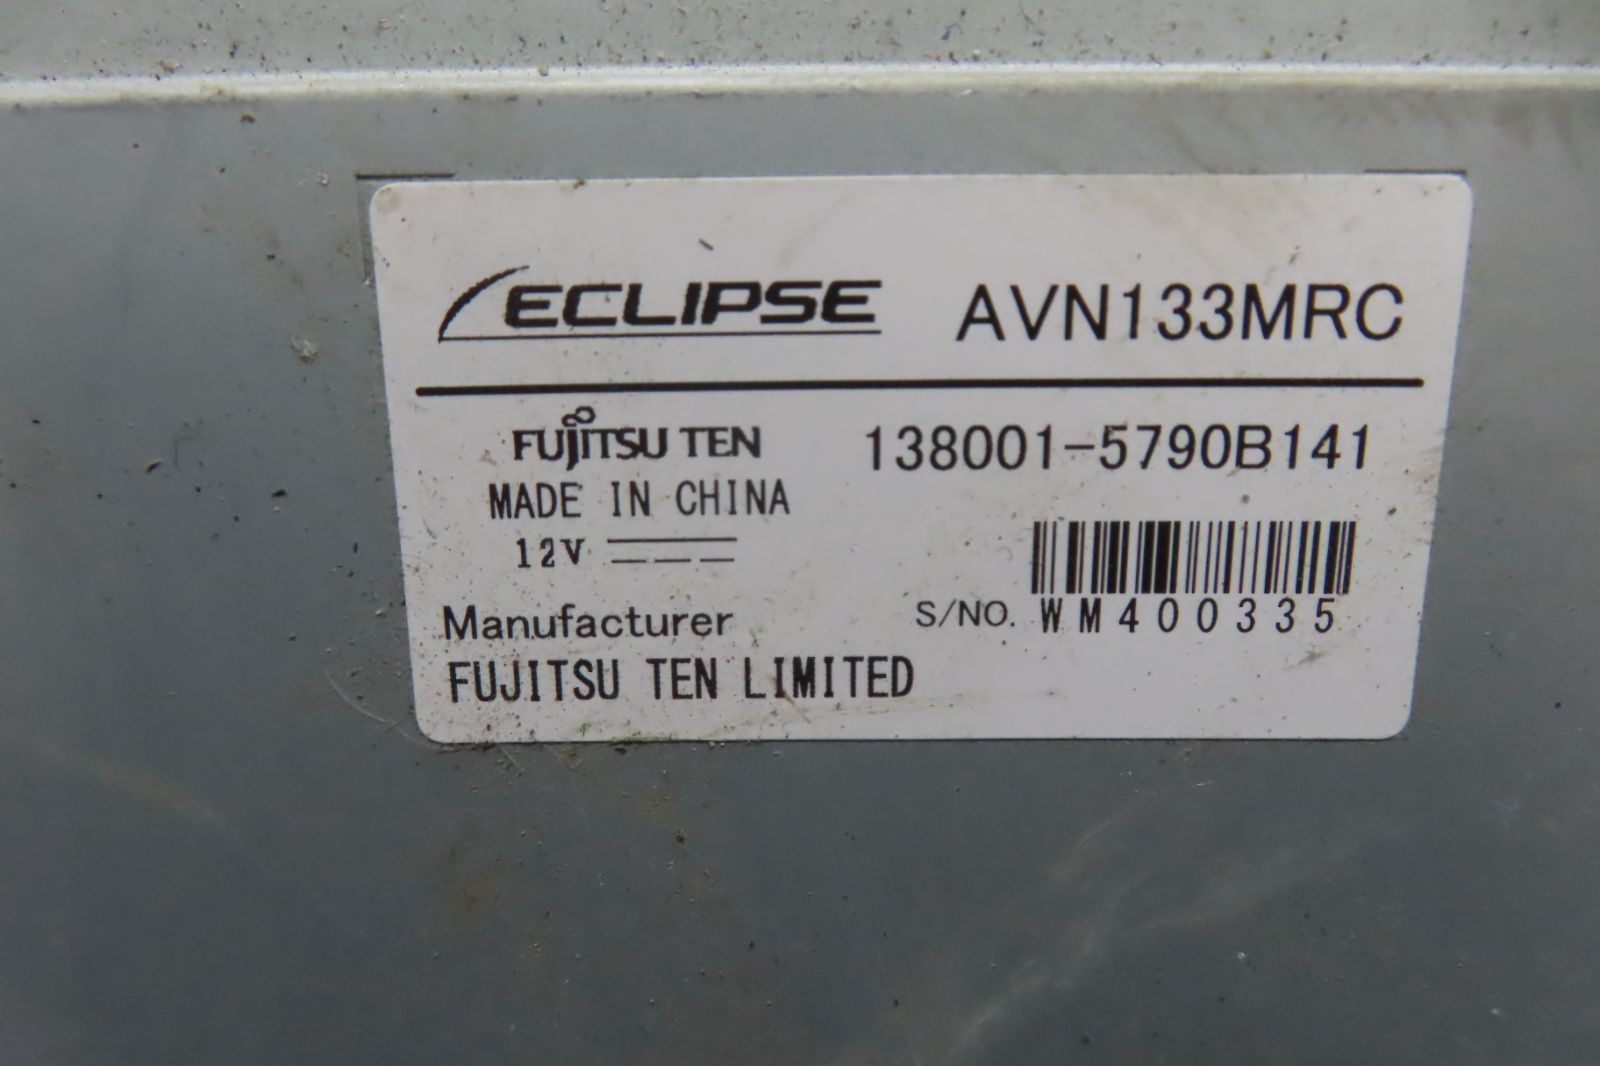 ECLIPSE AVN133MRC
FUJITSU TEN 138001-5790B141
MADE IN CHINA
12V
S/NO. WM400335
Manufacturer
FUJITSU TEN LIMITED